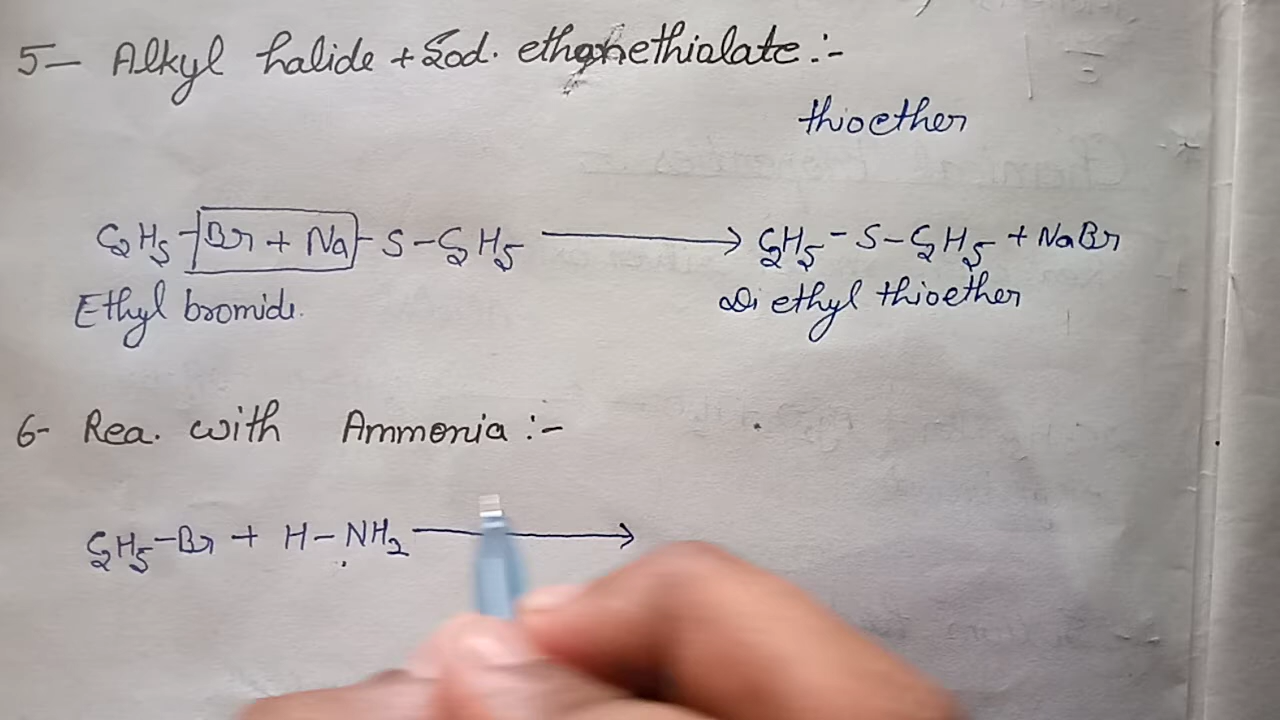 5- Alkyl halide + Sod. ethanethiolate :-
thioether
C2H5-Br + Na-S-C2H5 → C2H5-S-C2H5 + NaBr
Ethyl bromide. Di ethyl thioether
6- Rea. with Ammonia :-
C2H5-Br + H-NH2 →